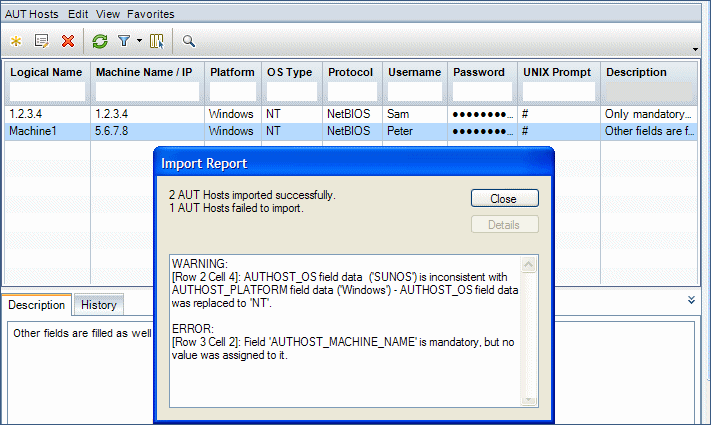 AUT Hosts Edit View Favorites
Logical Name Machine Name / IP Platform OS Type Protocol Username Password UNIX Prompt Description
1.2.3.4 1.2.3.4 Windows NT NetBIOS Sam ●●●●●●●●... # Only mandatory...
Machine1 5.6.7.8 Windows NT NetBIOS Peter ●●●●●●●●... # Other fields are f...
Import Report
2 AUT Hosts imported successfully.
1 AUT Hosts failed to import.
Close
Details
WARNING:
[Row 2 Cell 4]: AUTHOST_OS field data ('SUNOS') is inconsistent with
AUTHOST_PLATFORM field data ('Windows') - AUTHOST_OS field data
was replaced to 'NT'.
ERROR:
[Row 3 Cell 2]: Field 'AUTHOST_MACHINE_NAME' is mandatory, but no
value was assigned to it.
Description History
Other fields are filled as well